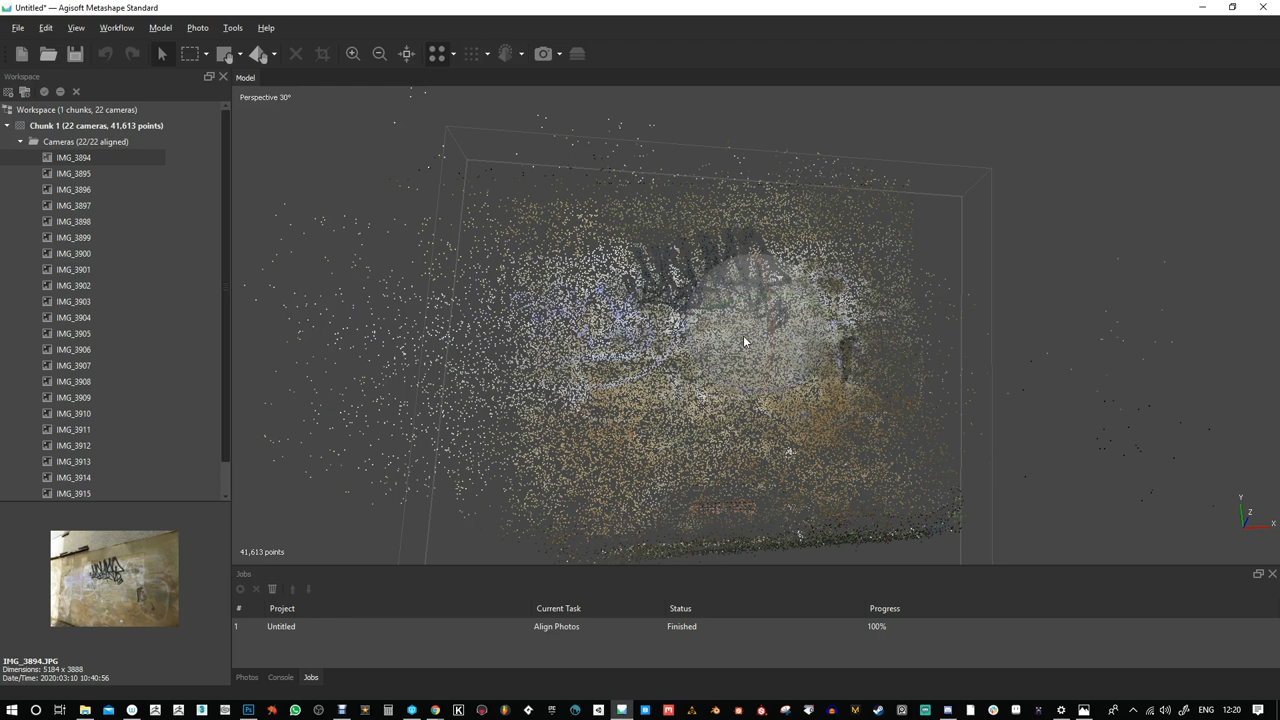 Untitled* — Agisoft Metashape Standard
File Edit View Workflow Model Photo Tools Help
Workspace
Model
Perspective 30°
Workspace (1 chunks, 22 cameras)
Chunk 1 (22 cameras, 41,613 points)
Cameras (22/22 aligned)
IMG_3894
IMG_3895
IMG_3896
IMG_3897
IMG_3898
IMG_3899
IMG_3900
IMG_3901
IMG_3902
IMG_3903
IMG_3904
IMG_3905
IMG_3906
IMG_3907
IMG_3908
IMG_3909
IMG_3910
IMG_3911
IMG_3912
IMG_3913
IMG_3914
IMG_3915
Y
Z
X
41,613 points
IMG_3894.JPG
Dimensions: 5184 x 3888
Date/Time: 2020:03:10 10:40:56
Jobs
# Project Current Task Status Progress
1 Untitled Align Photos Finished 100%
Photos Console Jobs
ENG 12:20